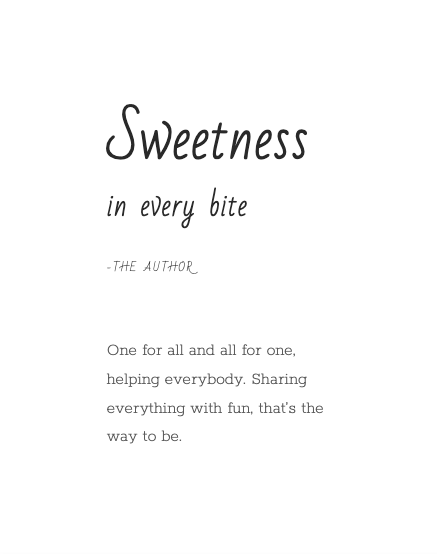 Sweetness
in every bite
-THE AUTHOR
One for all and all for one,
helping everybody. Sharing
everything with fun, that's the
way to be.